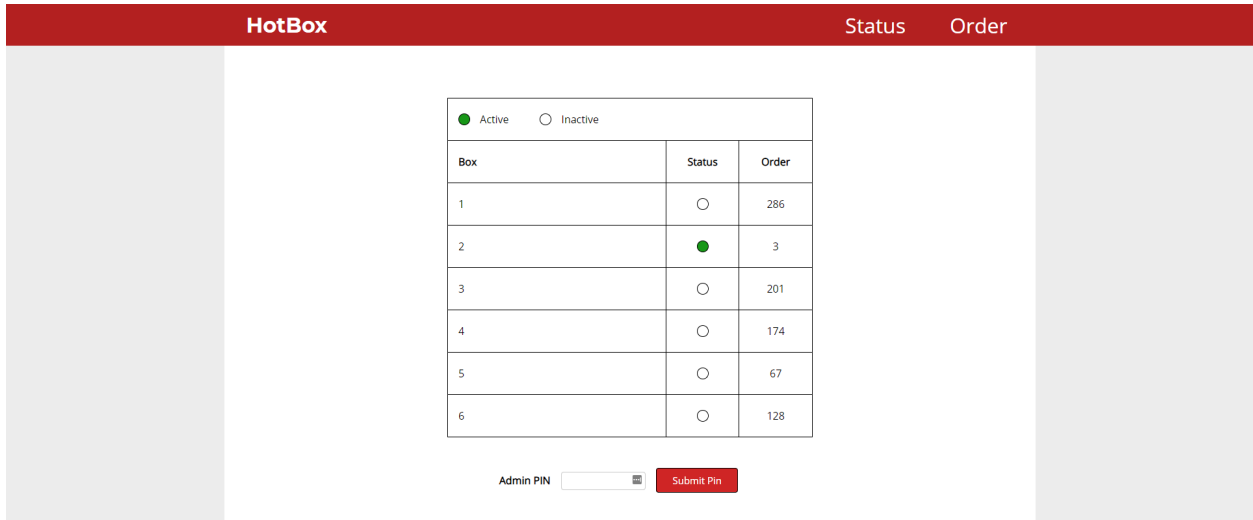 HotBox Status Order
Active Inactive
Box Status Order
1 286
2 3
3 201
4 174
5 67
6 128
Admin PIN Submit Pin